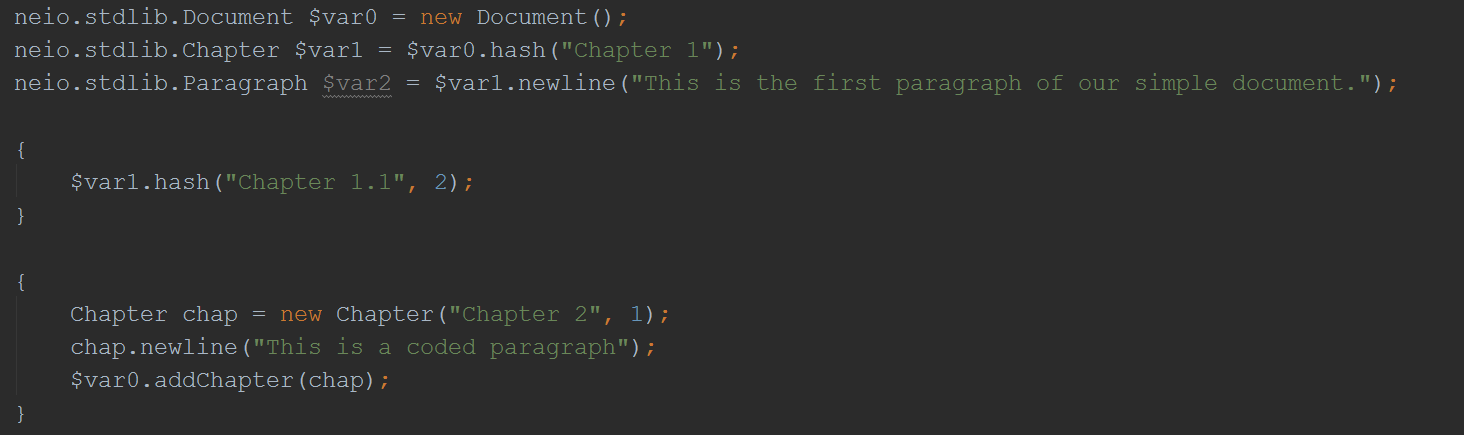 neio.stdlib.Document $var0 = new Document();
neio.stdlib.Chapter $var1 = $var0.hash("Chapter 1");
neio.stdlib.Paragraph $var2 = $var1.newline("This is the first paragraph of our simple document.");
{
$var1.hash("Chapter 1.1", 2);
}
{
Chapter chap = new Chapter("Chapter 2", 1);
chap.newline("This is a coded paragraph");
$var0.addChapter(chap);
}